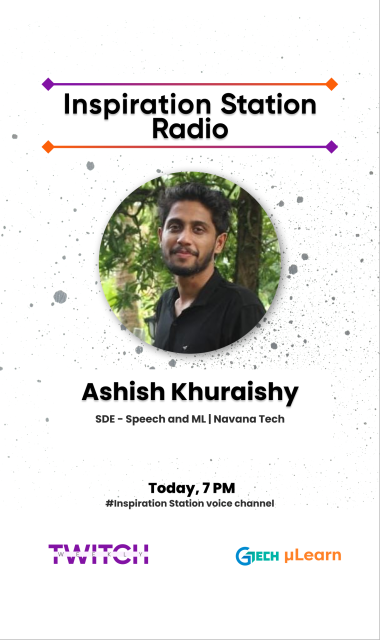 Inspiration Station
Radio
Ashish Khuraishy
SDE - Speech and ML | Navana Tech
Today, 7 PM
#Inspiration Station voice channel
TWITCH
WEEKLY
GTECH µLearn